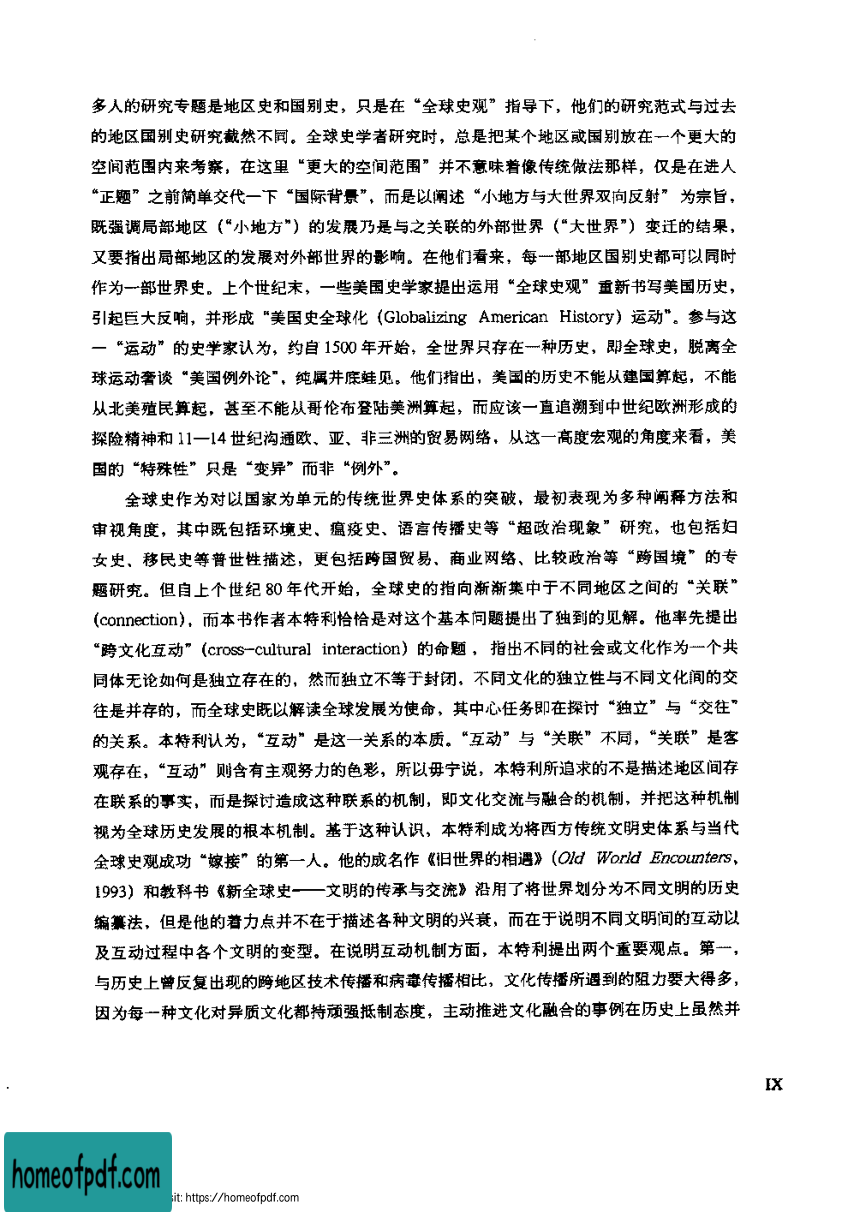 多人的研究专题是地区史和国别史，只是在“全球史观”指导下，他们的研究范式与过去
的地区国别史研究截然不同。全球史学者研究时，总是把某个地区或国别放在一个更大的
空间范围内来考察，在这里“更大的空间范围”并不意味着像传统做法那样，仅是在进入
“正题”之前简单交代一下“国际背景”，而是以阐述“小地方与大世界双向反射” 为宗旨，
既强调局部地区（“小地方”）的发展乃是与之关联的外部世界（“大世界”）变迁的结果，
又要指出局部地区的发展对外部世界的影响。在他们看来，每一部地区国别史都可以同时
作为一部世界史。上个世纪末，一些美国史学家提出运用“全球史观”重新书写美国历史，
引起巨大反响，并形成“美国史全球化（Globalizing American History）运动”。参与这
一“运动”的史学家认为，约自 1500 年开始，全世界只存在一种历史，即全球史，脱离全
球运动奢谈“美国例外论”，纯属井底蛙见。他们指出，美国的历史不能从建国算起，不能
从北美殖民算起，甚至不能从哥伦布登陆美洲算起，而应该一直追溯到中世纪欧洲形成的
探险精神和 11—14 世纪沟通欧、亚、非三洲的贸易网络，从这一高度宏观的角度来看，美
国的“特殊性”只是“变异”而非“例外”。
全球史作为对以国家为单元的传统世界史体系的突破，最初表现为多种阐释方法和
审视角度，其中既包括环境史、瘟疫史、语言传播史等“超政治现象”研究，也包括妇
女史、移民史等普世性描述，更包括跨国贸易、商业网络、比较政治等“跨国境”的专
题研究。但自上个世纪 80 年代开始，全球史的指向渐渐集中于不同地区之间的“关联”
(connection)，而本书作者本特利恰恰是对这个基本问题提出了独到的见解。他率先提出
“跨文化互动”（cross-cultural interaction）的命题 ，指出不同的社会或文化作为一个共
同体无论如何是独立存在的，然而独立不等于封闭，不同文化的独立性与不同文化间的交
往是并存的，而全球史既以解读全球发展为使命，其中心任务即在探讨“独立”与“交往”
的关系。本特利认为，“互动”是这一关系的本质。“互动”与“关联”不同，“关联”是客
观存在，“互动”则含有主观努力的色彩，所以毋宁说，本特利所追求的不是描述地区间存
在联系的事实，而是探讨造成这种联系的机制，即文化交流与融合的机制，并把这种机制
视为全球历史发展的根本机制。基于这种认识，本特利成为将西方传统文明史体系与当代
全球史观成功“嫁接”的第一人。他的成名作《旧世界的相遇》（Old World Encounters，
1993）和教科书《新全球史——文明的传承与交流》沿用了将世界划分为不同文明的历史
编纂法，但是他的着力点并不在于描述各种文明的兴衰，而在于说明不同文明间的互动以
及互动过程中各个文明的变型。在说明互动机制方面，本特利提出两个重要观点。第一，
与历史上曾反复出现的跨地区技术传播和病毒传播相比，文化传播所遇到的阻力要大得多，
因为每一种文化对异质文化都持顽强抵制态度，主动推进文化融合的事例在历史上虽然并
IX
homeofpdf.com
sit: https://homeofpdf.com